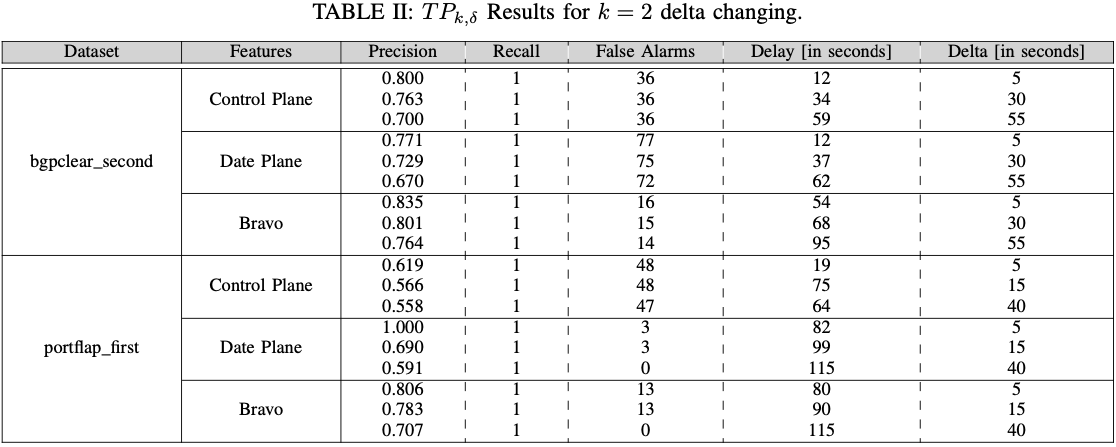 TABLE II: TP_{k,δ} Results for k = 2 delta changing.
Dataset Features Precision Recall False Alarms Delay [in seconds] Delta [in seconds]
bgpclear_second
Control Plane
0.800 1 36 12 5
0.763 1 36 34 30
0.700 1 36 59 55
Date Plane
0.771 1 77 12 5
0.729 1 75 37 30
0.670 1 72 62 55
Bravo
0.835 1 16 54 5
0.801 1 15 68 30
0.764 1 14 95 55
portflap_first
Control Plane
0.619 1 48 19 5
0.566 1 48 75 15
0.558 1 47 64 40
Date Plane
1.000 1 3 82 5
0.690 1 3 99 15
0.591 1 0 115 40
Bravo
0.806 1 13 80 5
0.783 1 13 90 15
0.707 1 0 115 40